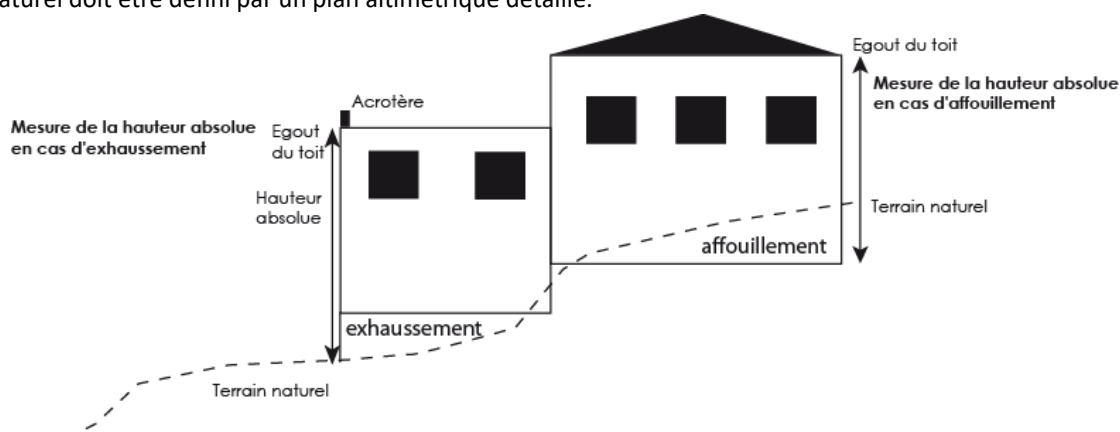 naturel doit être défini par un plan altimétrique détaillé.
Egout du toit
Mesure de la hauteur absolue
en cas d'affouillement
Acrotère
Mesure de la hauteur absolue
en cas d'exhaussement
Egout
du toit
Hauteur
absolue
Terrain naturel
affouillement
exhaussement
Terrain naturel